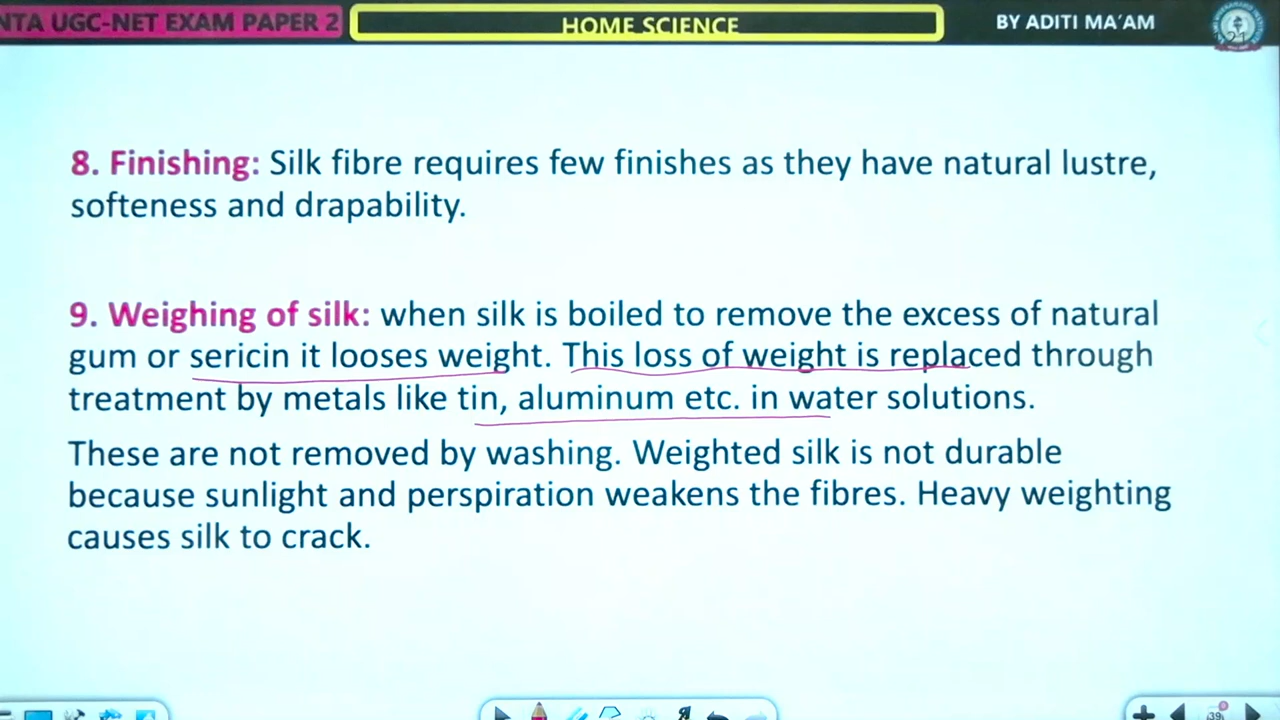 NTA UGC-NET EXAM PAPER 2
HOME SCIENCE
BY ADITI MA'AM
8. Finishing: Silk fibre requires few finishes as they have natural lustre,
softeness and drapability.
9. Weighing of silk: when silk is boiled to remove the excess of natural
gum or sericin it looses weight. This loss of weight is replaced through
treatment by metals like tin, aluminum etc. in water solutions.
These are not removed by washing. Weighted silk is not durable
because sunlight and perspiration weakens the fibres. Heavy weighting
causes silk to crack.
39